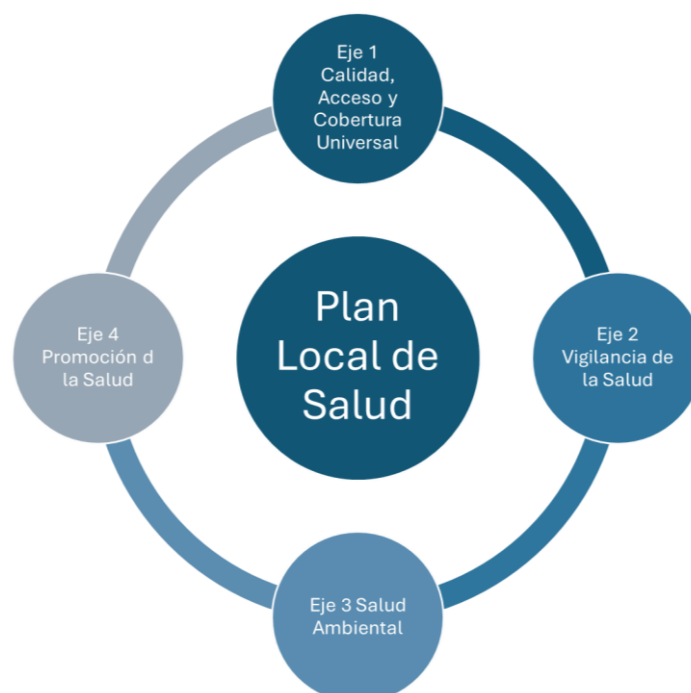 Eje 1
Calidad,
Acceso y
Cobertura
Universal
Plan
Local de
Salud
Eje 2
Vigilancia de
la Salud
Eje 3 Salud
Ambiental
Eje 4
Promoción d
la Salud